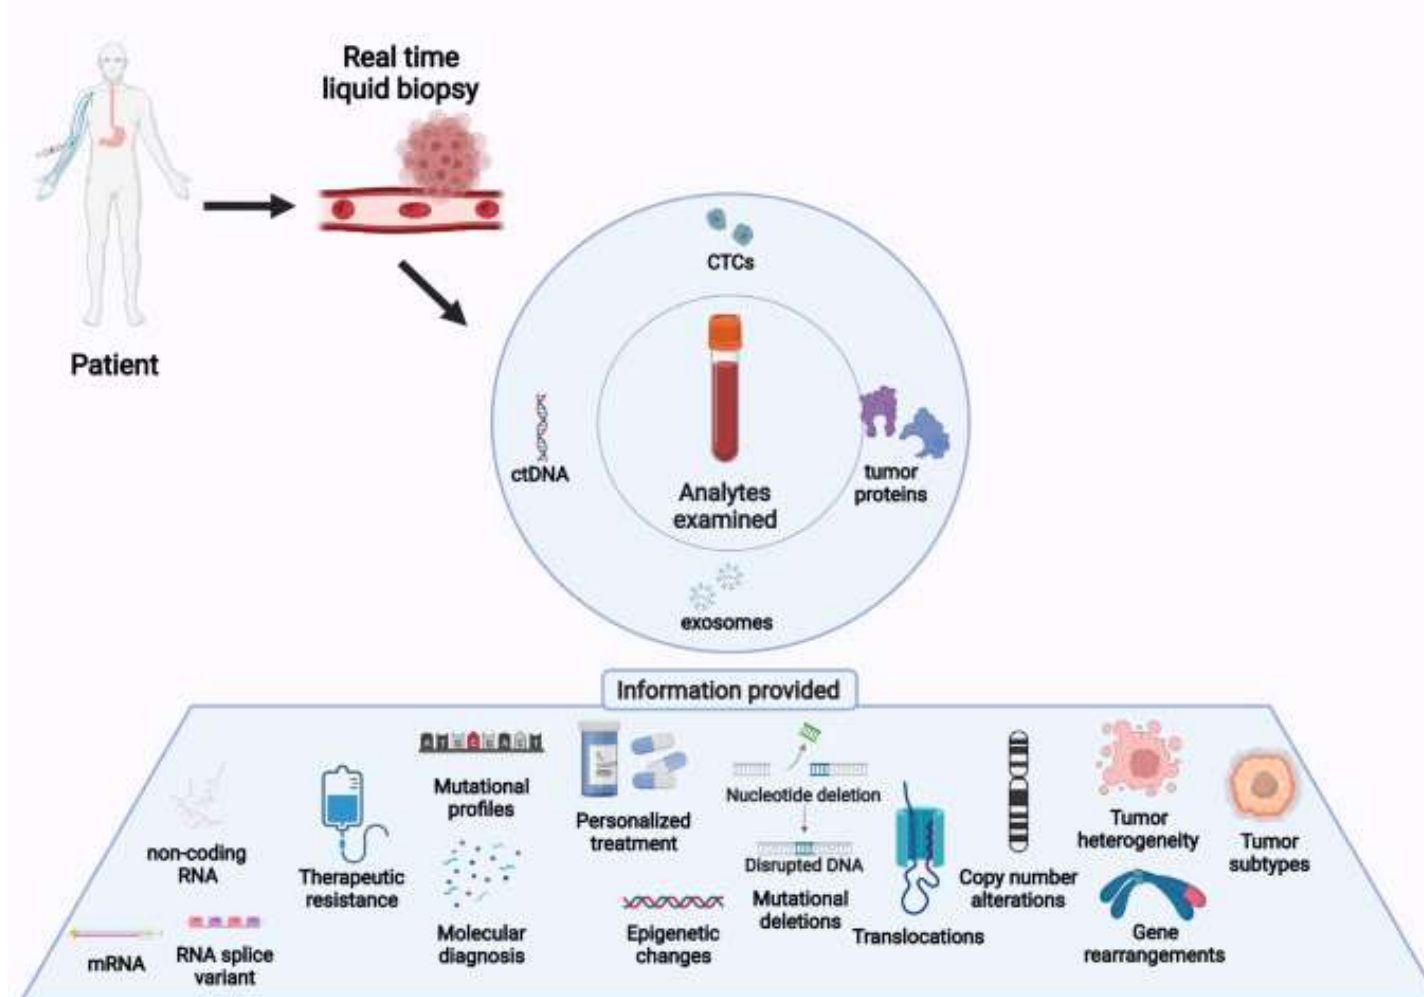 Real time
liquid biopsy
Patient
CTCs
ctDNA
tumor
proteins
Analytes
examined
exosomes
Information provided
non-coding
RNA
mRNA
RNA splice
variant
Therapeutic
resistance
Mutational
profiles
Molecular
diagnosis
Personalized
treatment
Epigenetic
changes
Nucleotide deletion
Disrupted DNA
Mutational
deletions
Translocations
Copy number
alterations
Tumor
heterogeneity
Gene
rearrangements
Tumor
subtypes